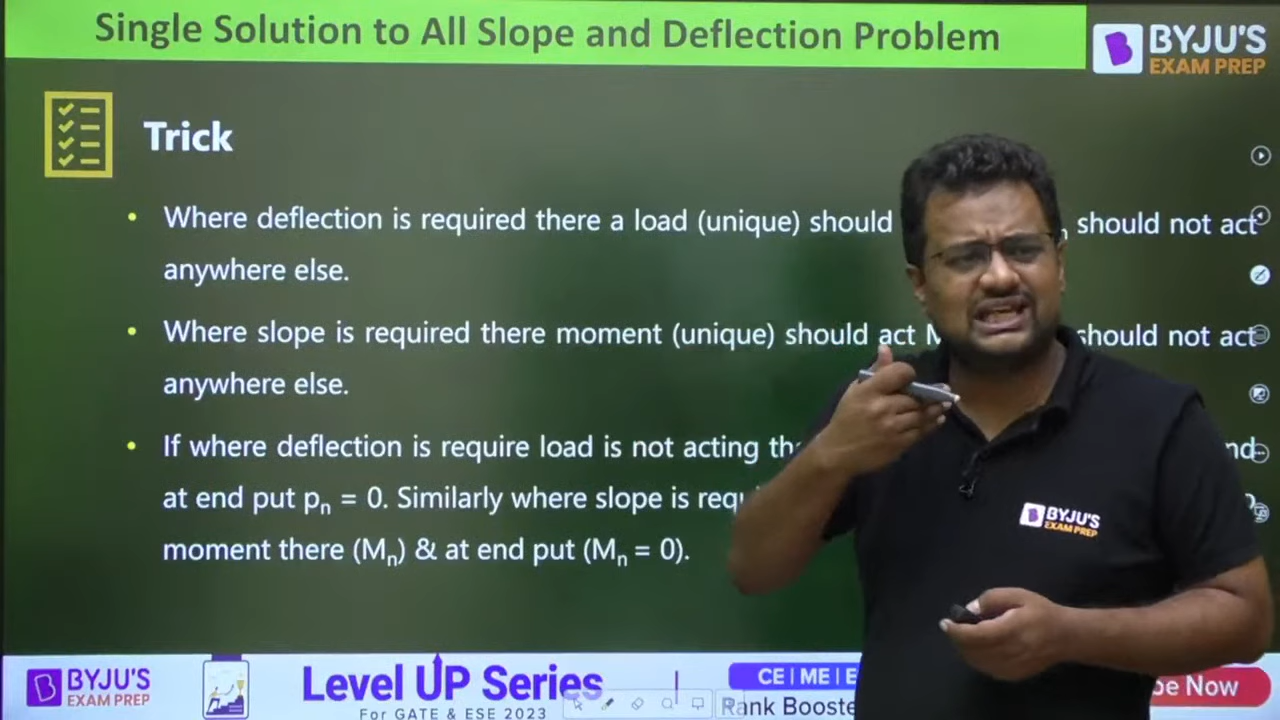 Single Solution to All Slope and Deflection Problem
BYJU'S
EXAM PREP
Trick
• Where deflection is required there a load (unique) should should not act
anywhere else.
• Where slope is required there moment (unique) should act should not act
anywhere else.
• If where deflection is require load is not acting
at end put pₙ = 0. Similarly where slope is
moment there (Mₙ) & at end put (Mₙ = 0).
BYJU'S
EXAM PREP
BYJU'S
EXAM PREP
Level UP Series
For GATE & ESE 2023
CE | ME | E
Rank Booste
be Now